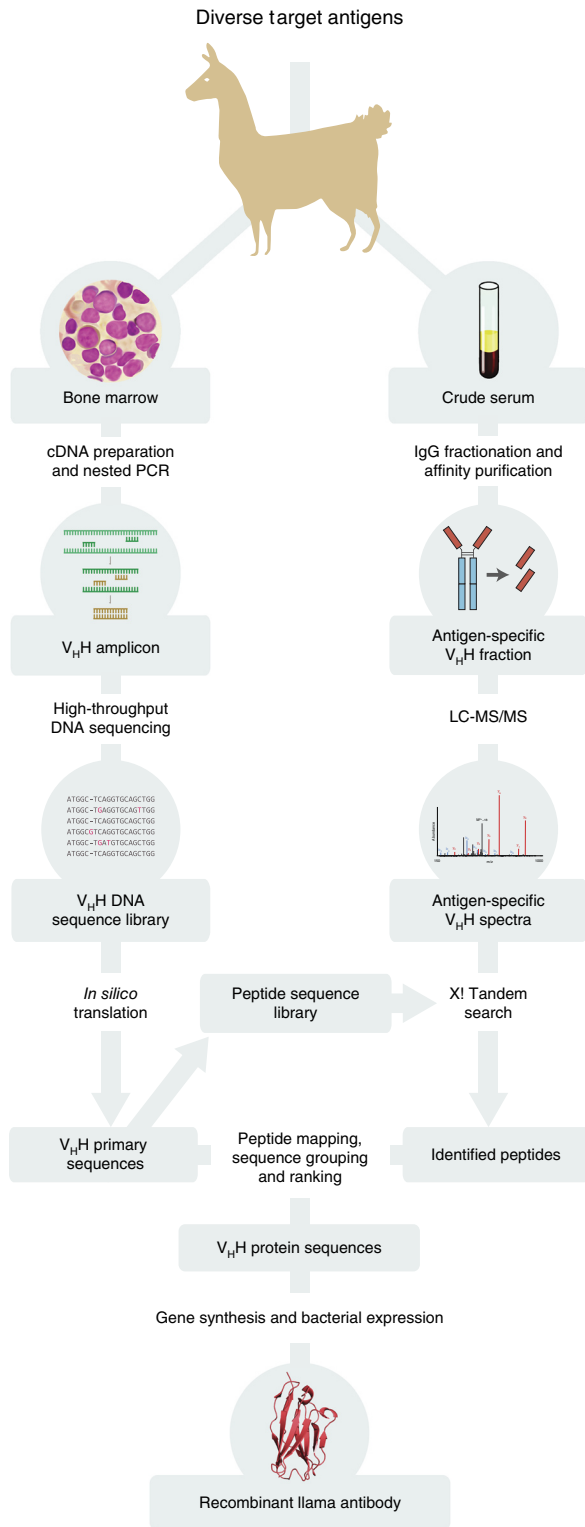 Diverse target antigens
Bone marrow
Crude serum
cDNA preparation
and nested PCR
IgG fractionation and
affinity purification
VHH amplicon
Antigen-specific
VHH fraction
High-throughput
DNA sequencing
LC-MS/MS
ATGGC-TCAGGTGCAGCTGG
ATGGC-TGAGGTGCAGTTGG
ATGGC-TCAGGTGCAGCTGG
ATGGCGTCAGGTGCAGCTGG
ATGGC-TGATGTGCAGCTGG
ATGGC-TCAGGTGCAGCTGG
VHH DNA
sequence library
Antigen-specific
VHH spectra
In silico
translation
Peptide sequence
library
X! Tandem
search
VHH primary
sequences
Peptide mapping,
sequence grouping
and ranking
Identified peptides
VHH protein sequences
Gene synthesis and bacterial expression
Recombinant llama antibody